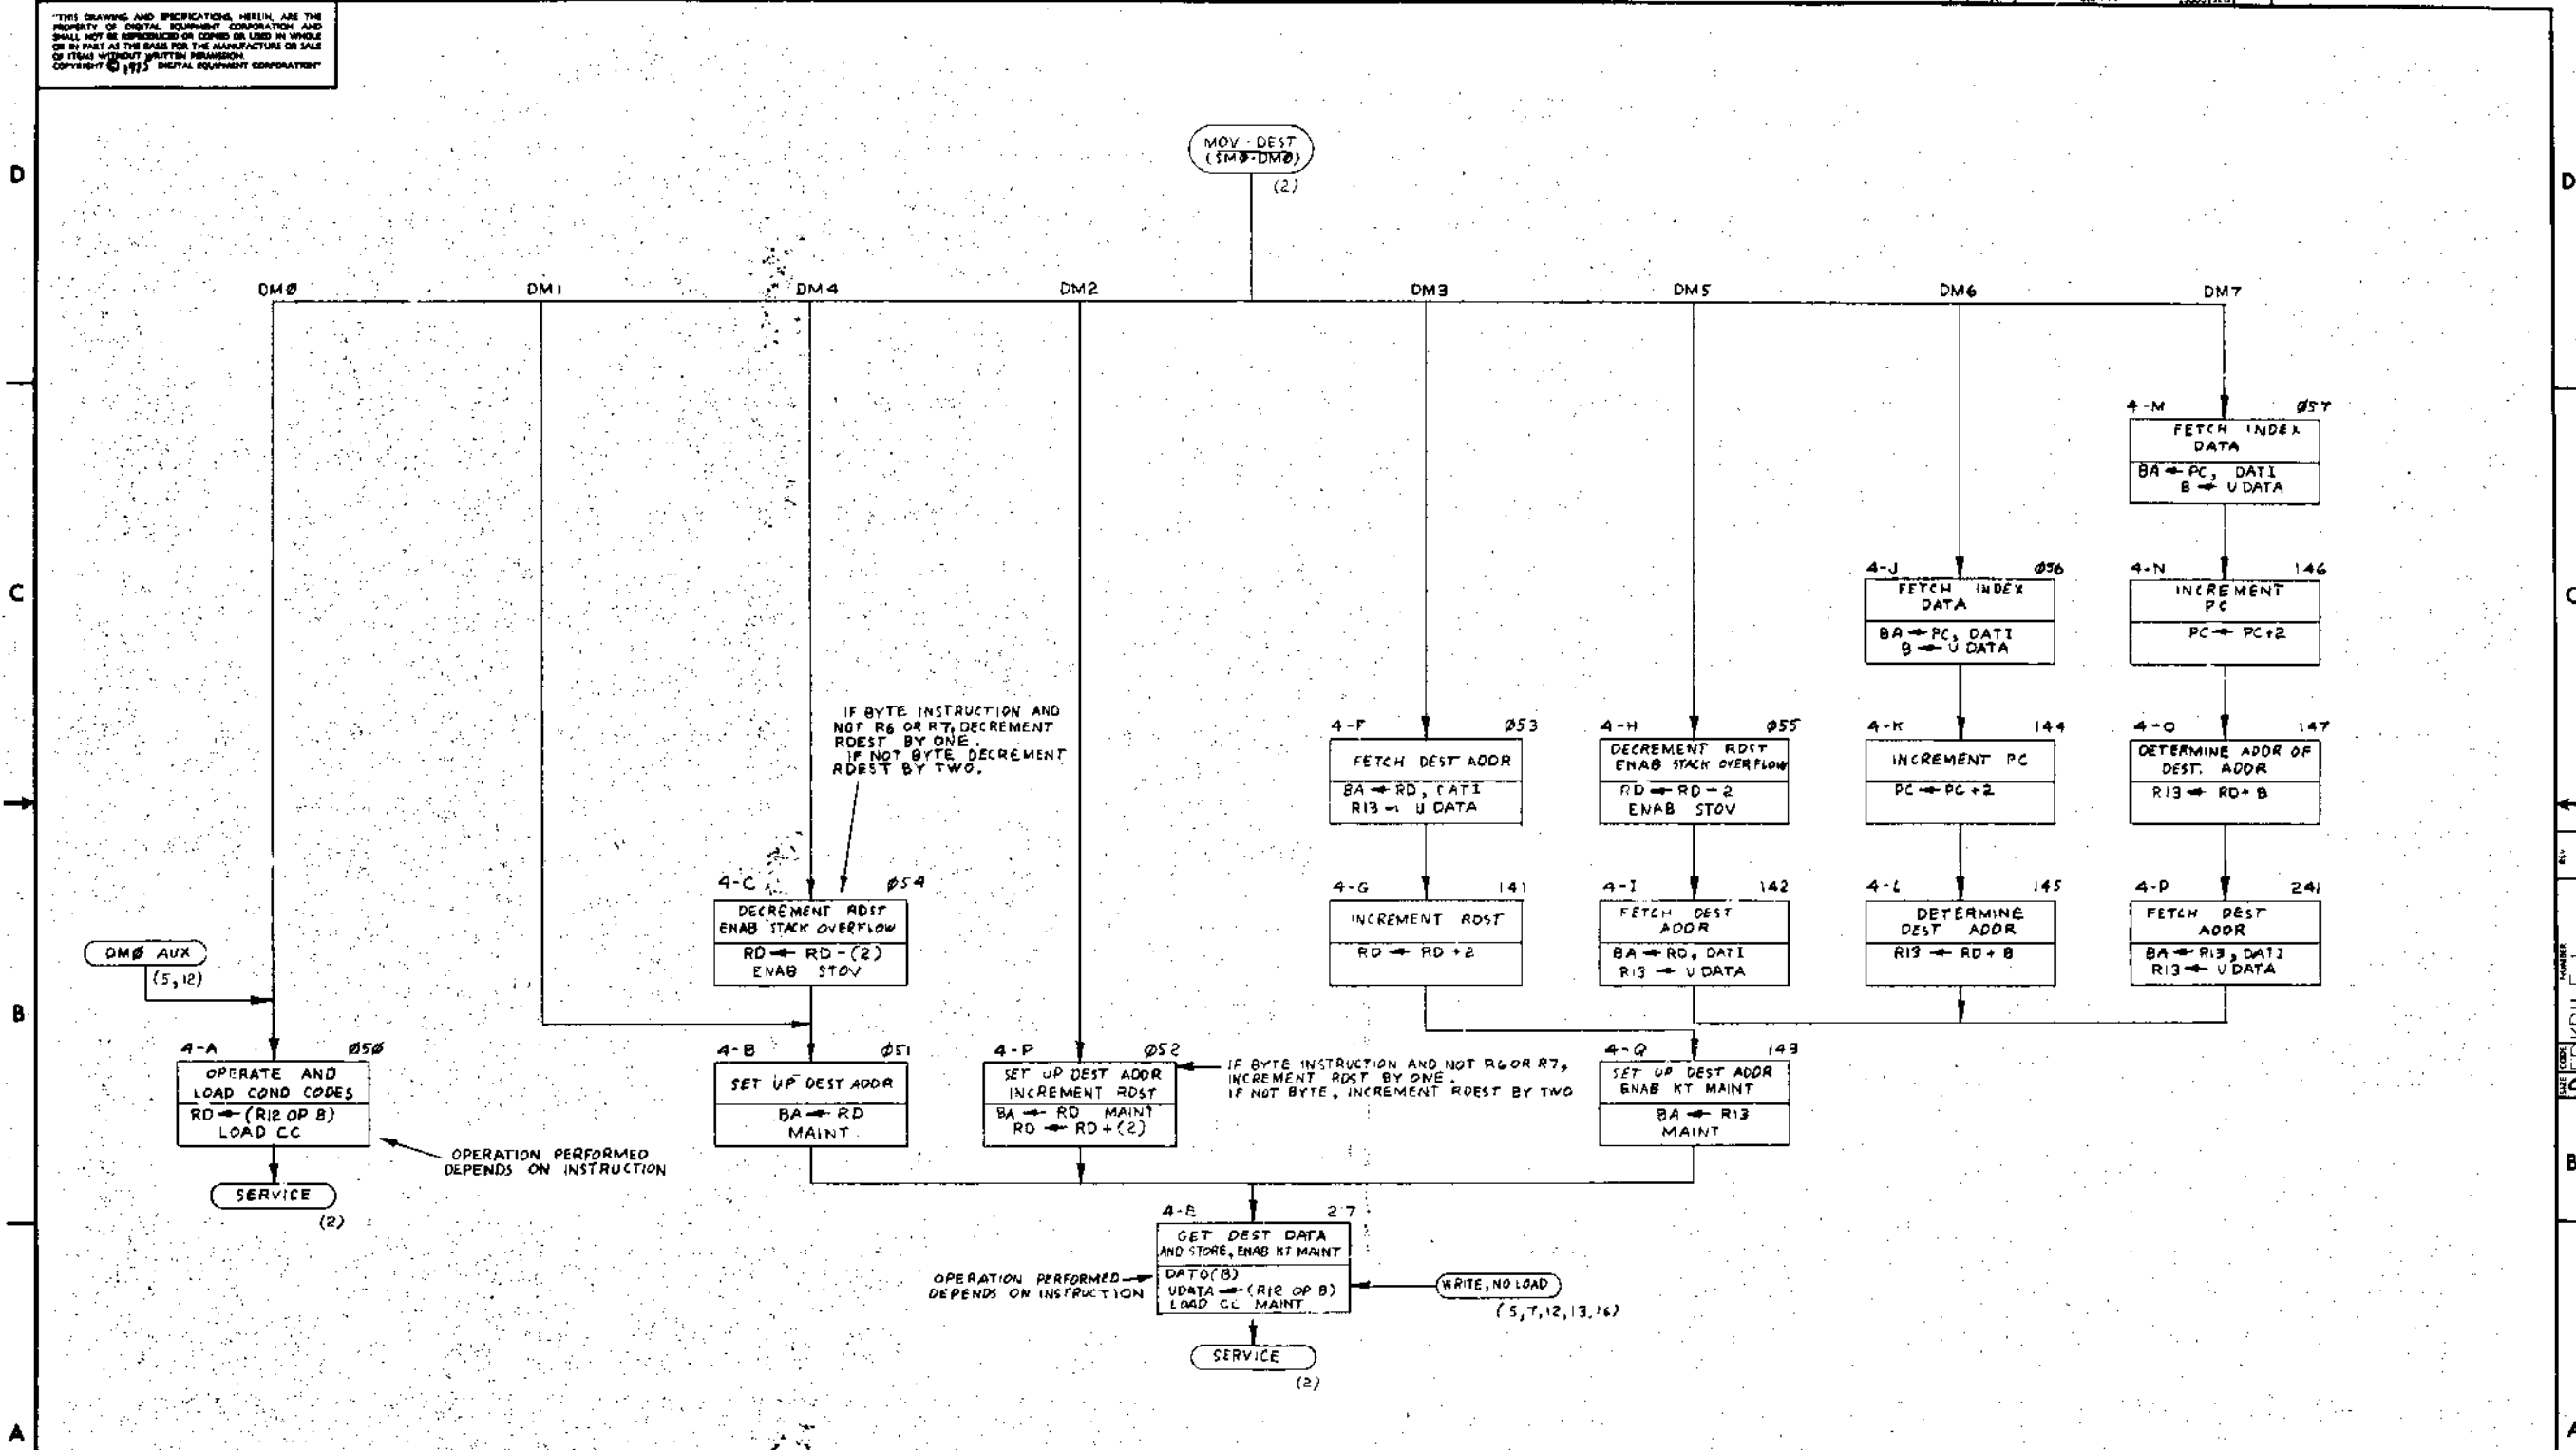 "THIS DRAWING AND SPECIFICATIONS, HEREIN, ARE THE
PROPERTY OF DIGITAL EQUIPMENT CORPORATION AND
SHALL NOT BE REPRODUCED OR COPIED OR USED IN WHOLE
OR IN PART AS THE BASIS FOR THE MANUFACTURE OR SALE
OF ITEMS WITHOUT WRITTEN PERMISSION.
COPYRIGHT © 1975 DIGITAL EQUIPMENT CORPORATION"
MOV · DEST
(SMØ·DMØ)
(2)
D
D
DMØ
DM1
DM4
DM2
DM3
DM5
DM6
DM7
4-M Ø57
FETCH INDEX
DATA
BA ← PC, DATI
B ← U DATA
C
C
4-J Ø56
FETCH INDEX
DATA
BA ← PC, DATI
B ← U DATA
4-N 146
INCREMENT
PC
PC ← PC+2
IF BYTE INSTRUCTION AND
NOT R6 OR R7, DECREMENT
RDEST BY ONE.
IF NOT BYTE DECREMENT
RDEST BY TWO.
4-F Ø53
FETCH DEST ADDR
BA ← RD, DATI
R13 ← U DATA
4-H Ø55
DECREMENT RDST
ENAB STACK OVERFLOW
RD ← RD - 2
ENAB STOV
4-K 144
INCREMENT PC
PC ← PC + 2
4-O 147
DETERMINE ADDR OF
DEST. ADDR
R13 ← RD + B
4-C Ø54
DECREMENT RDST
ENAB STACK OVERFLOW
RD ← RD - (2)
ENAB STOV
4-G 141
INCREMENT RDST
RD ← RD + 2
4-I 142
FETCH DEST
ADDR
BA ← RD, DATI
R13 ← U DATA
4-L 145
DETERMINE
DEST ADDR
R13 ← RD + B
4-P 241
FETCH DEST
ADDR
BA ← R13, DATI
R13 ← U DATA
DMØ AUX
(5,12)
B
4-A Ø5Ø
OPERATE AND
LOAD COND CODES
RD ← (R12 OP B)
LOAD CC
4-B Ø51
SET UP DEST ADDR
BA ← RD
MAINT
4-P Ø52
SET UP DEST ADDR
INCREMENT RDST
BA ← RD MAINT
RD ← RD + (2)
IF BYTE INSTRUCTION AND NOT R6 OR R7,
INCREMENT RDST BY ONE.
IF NOT BYTE, INCREMENT RDEST BY TWO
4-Q 143
SET UP DEST ADDR
ENAB KT MAINT
BA ← R13
MAINT
REV
NUMBER
SIZE CODE
OPERATION PERFORMED
DEPENDS ON INSTRUCTION
B
SERVICE
(2)
4-E 217
GET DEST DATA
AND STORE, ENAB KT MAINT
DATO(B)
UDATA ← (R12 OP B)
LOAD CC MAINT
OPERATION PERFORMED
DEPENDS ON INSTRUCTION
WRITE, NO LOAD
(5,7,12,13,16)
SERVICE
(2)
A
A